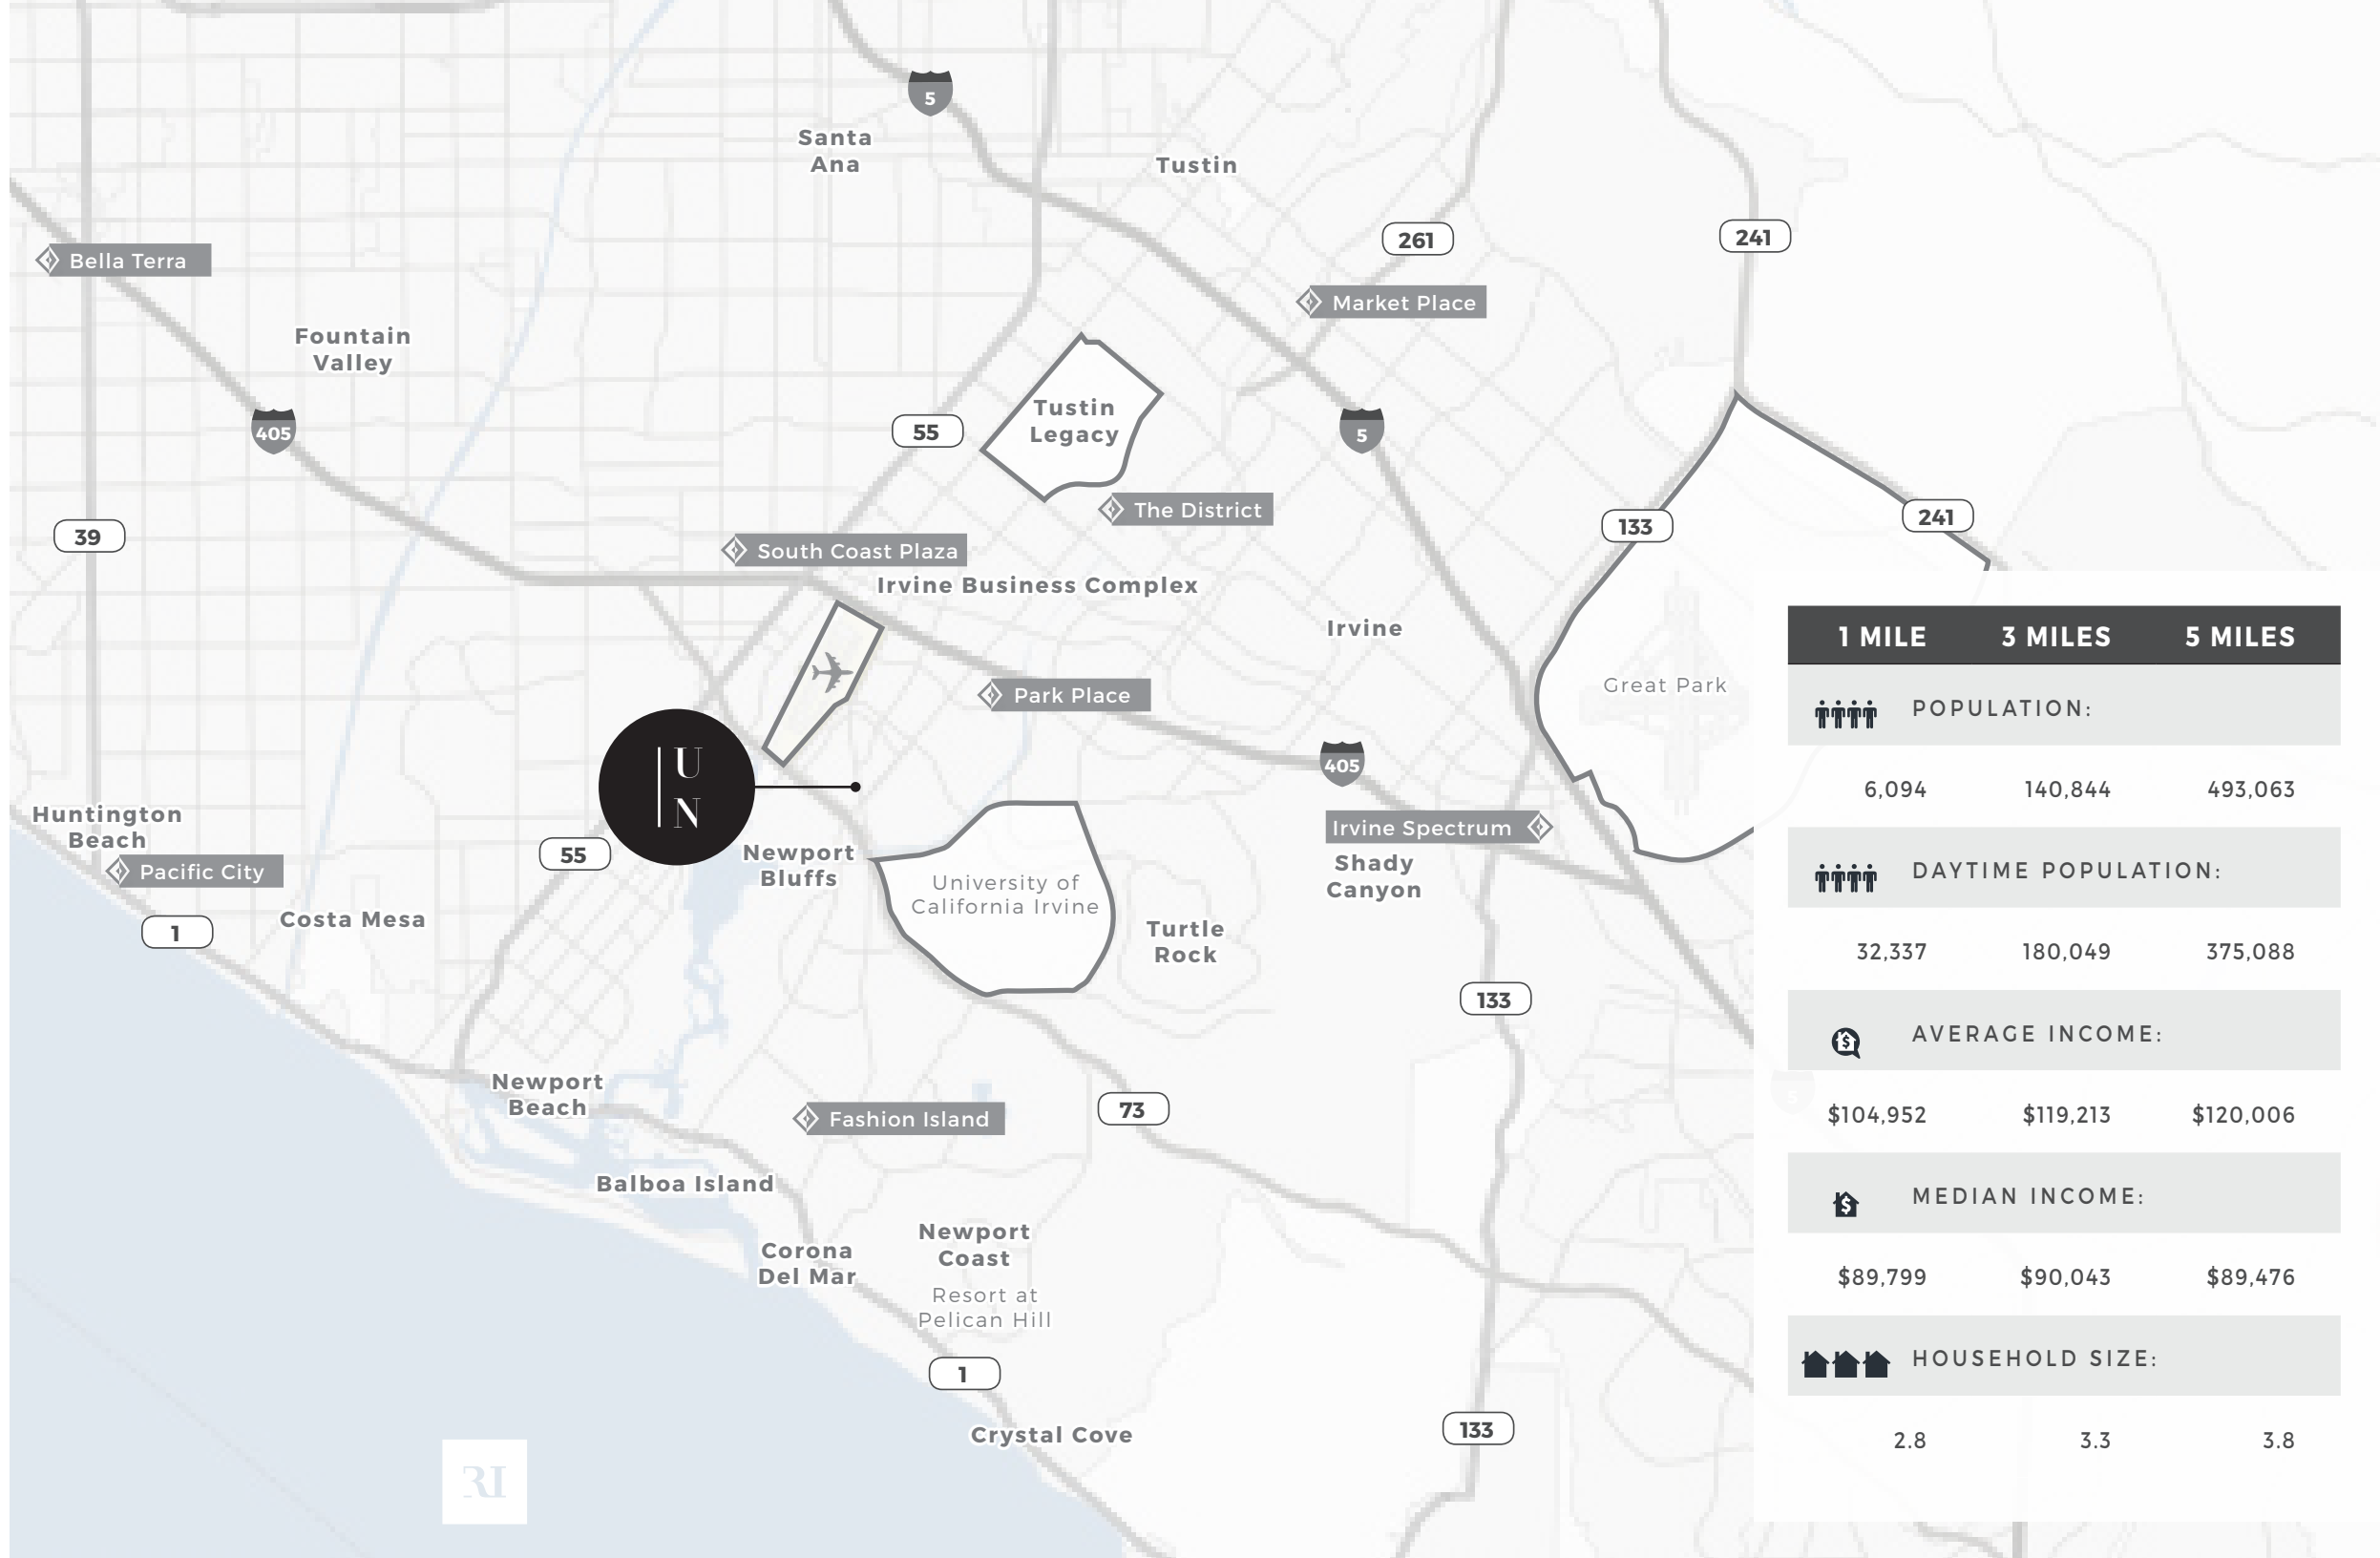 5
Santa
Ana
Tustin
261
241
Bella Terra
Market Place
Fountain
Valley
405
55
Tustin
Legacy
5
The District
39
133
241
South Coast Plaza
Irvine Business Complex
Irvine
Great Park
Park Place
U
N
405
Huntington
Beach
Pacific City
55
Newport
Bluffs
Irvine Spectrum
Shady
Canyon
University of
California Irvine
1
Costa Mesa
Turtle
Rock
133
Newport
Beach
Fashion Island
73
5
Balboa Island
Corona
Del Mar
Newport
Coast
Resort at
Pelican Hill
1
Crystal Cove
133
RI
1 MILE 3 MILES 5 MILES
POPULATION:
6,094 140,844 493,063
DAYTIME POPULATION:
32,337 180,049 375,088
AVERAGE INCOME:
$104,952 $119,213 $120,006
MEDIAN INCOME:
$89,799 $90,043 $89,476
HOUSEHOLD SIZE:
2.8 3.3 3.8